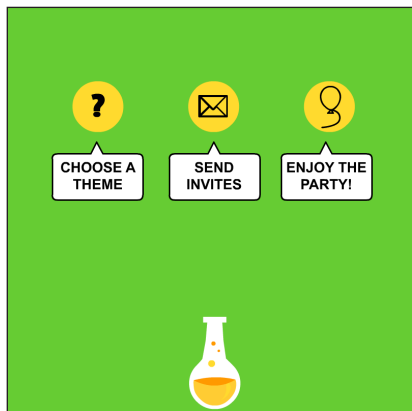 ?
CHOOSE A
THEME
SEND
INVITES
ENJOY THE
PARTY!